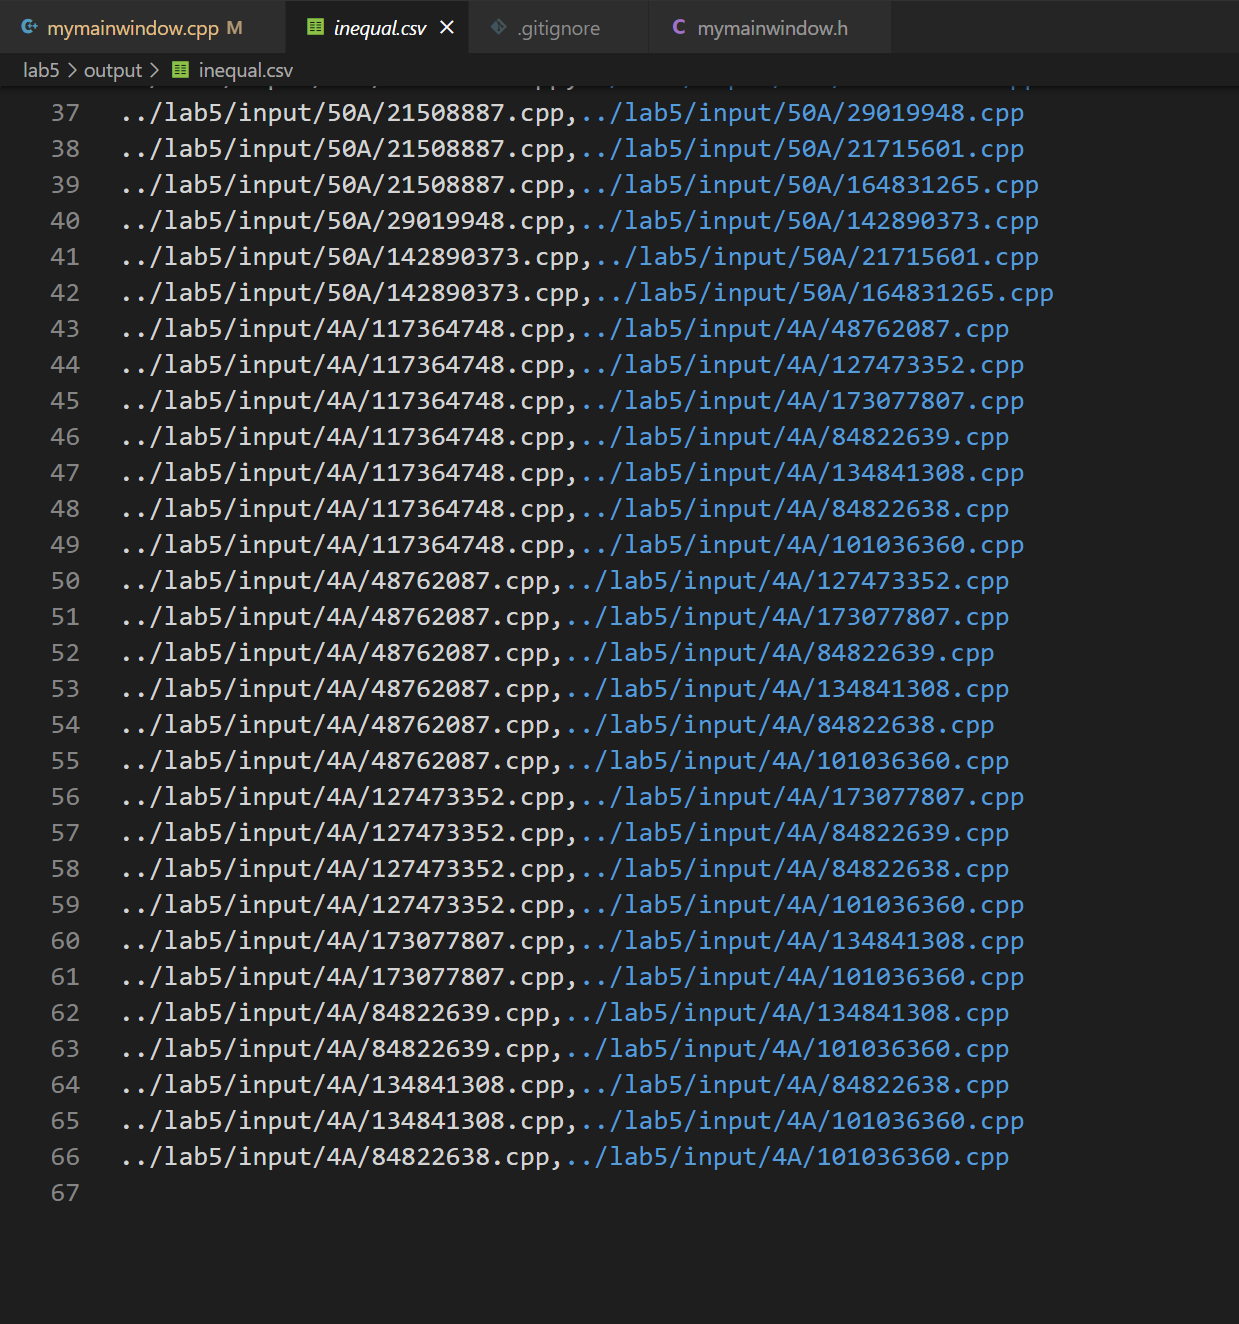 mymainwindow.cpp M inequal.csv .gitignore C mymainwindow.h
lab5 > output > inequal.csv
37 ../lab5/input/50A/21508887.cpp,../lab5/input/50A/29019948.cpp
38 ../lab5/input/50A/21508887.cpp,../lab5/input/50A/21715601.cpp
39 ../lab5/input/50A/21508887.cpp,../lab5/input/50A/164831265.cpp
40 ../lab5/input/50A/29019948.cpp,../lab5/input/50A/142890373.cpp
41 ../lab5/input/50A/142890373.cpp,../lab5/input/50A/21715601.cpp
42 ../lab5/input/50A/142890373.cpp,../lab5/input/50A/164831265.cpp
43 ../lab5/input/4A/117364748.cpp,../lab5/input/4A/48762087.cpp
44 ../lab5/input/4A/117364748.cpp,../lab5/input/4A/127473352.cpp
45 ../lab5/input/4A/117364748.cpp,../lab5/input/4A/173077807.cpp
46 ../lab5/input/4A/117364748.cpp,../lab5/input/4A/84822639.cpp
47 ../lab5/input/4A/117364748.cpp,../lab5/input/4A/134841308.cpp
48 ../lab5/input/4A/117364748.cpp,../lab5/input/4A/84822638.cpp
49 ../lab5/input/4A/117364748.cpp,../lab5/input/4A/101036360.cpp
50 ../lab5/input/4A/48762087.cpp,../lab5/input/4A/127473352.cpp
51 ../lab5/input/4A/48762087.cpp,../lab5/input/4A/173077807.cpp
52 ../lab5/input/4A/48762087.cpp,../lab5/input/4A/84822639.cpp
53 ../lab5/input/4A/48762087.cpp,../lab5/input/4A/134841308.cpp
54 ../lab5/input/4A/48762087.cpp,../lab5/input/4A/84822638.cpp
55 ../lab5/input/4A/48762087.cpp,../lab5/input/4A/101036360.cpp
56 ../lab5/input/4A/127473352.cpp,../lab5/input/4A/173077807.cpp
57 ../lab5/input/4A/127473352.cpp,../lab5/input/4A/84822639.cpp
58 ../lab5/input/4A/127473352.cpp,../lab5/input/4A/84822638.cpp
59 ../lab5/input/4A/127473352.cpp,../lab5/input/4A/101036360.cpp
60 ../lab5/input/4A/173077807.cpp,../lab5/input/4A/134841308.cpp
61 ../lab5/input/4A/173077807.cpp,../lab5/input/4A/101036360.cpp
62 ../lab5/input/4A/84822639.cpp,../lab5/input/4A/134841308.cpp
63 ../lab5/input/4A/84822639.cpp,../lab5/input/4A/101036360.cpp
64 ../lab5/input/4A/134841308.cpp,../lab5/input/4A/84822638.cpp
65 ../lab5/input/4A/134841308.cpp,../lab5/input/4A/101036360.cpp
66 ../lab5/input/4A/84822638.cpp,../lab5/input/4A/101036360.cpp
67